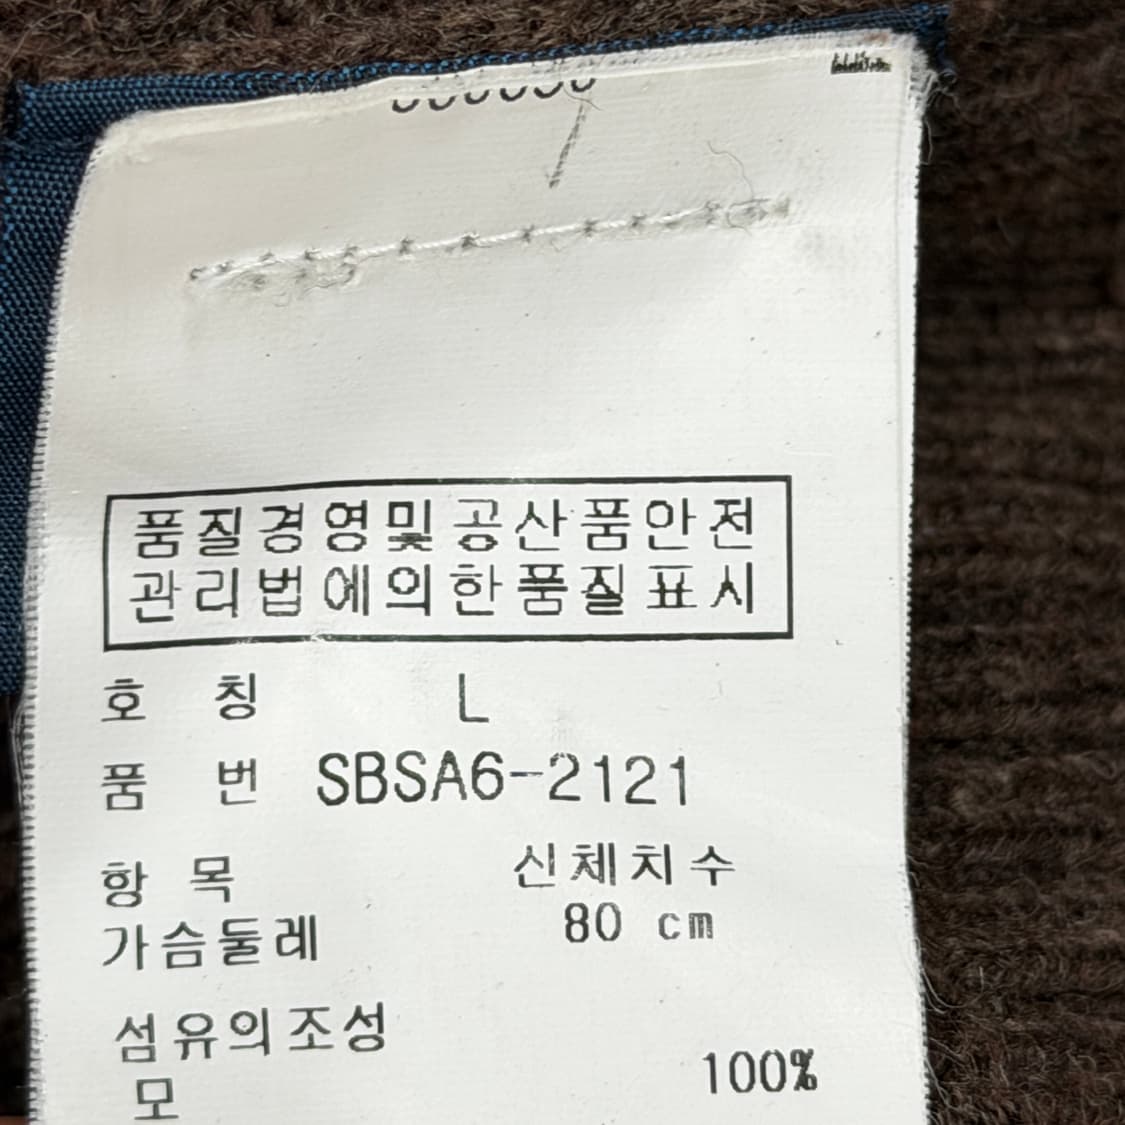 품질경영및공산품안전
관리법에의한품질표시
호 칭 L
품 번 SBSA6-2121
항 목 신체치수
가슴둘레 80 cm
섬유의조성
모 100%